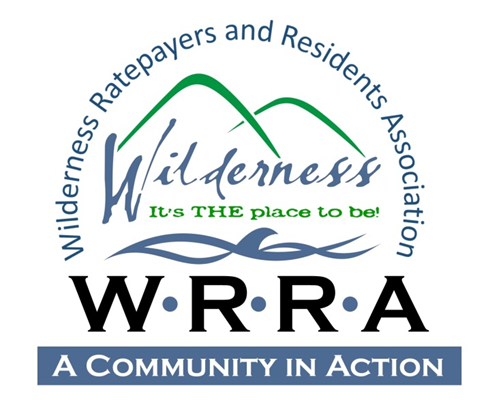 Wilderness Ratepayers and Residents Association
Wilderness
It's THE place to be!
W•R•R•A
A COMMUNITY IN ACTION